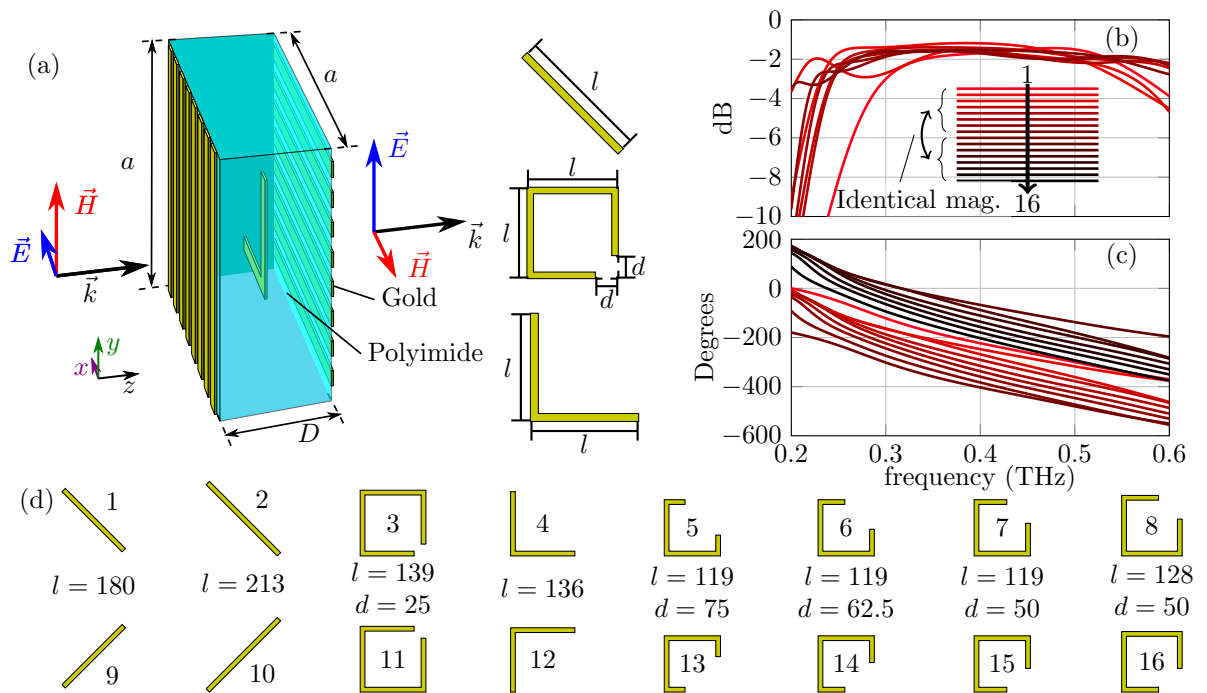 (a)
a
a
l
E⃗
H⃗
E⃗
k⃗
H⃗
k⃗
Gold
Polyimide
x
y
z
D
l
l
d
d
l
l
(b)
dB
0
−2
−4
−6
−8
−10
1
Identical mag.
16
(c)
Degrees
200
0
−200
−400
−600
0.2
0.3
0.4
0.5
0.6
frequency (THz)
(d)
1
2
3
4
5
6
7
8
l = 180
l = 213
l = 139
d = 25
l = 136
l = 119
d = 75
l = 119
d = 62.5
l = 119
d = 50
l = 128
d = 50
9
10
11
12
13
14
15
16